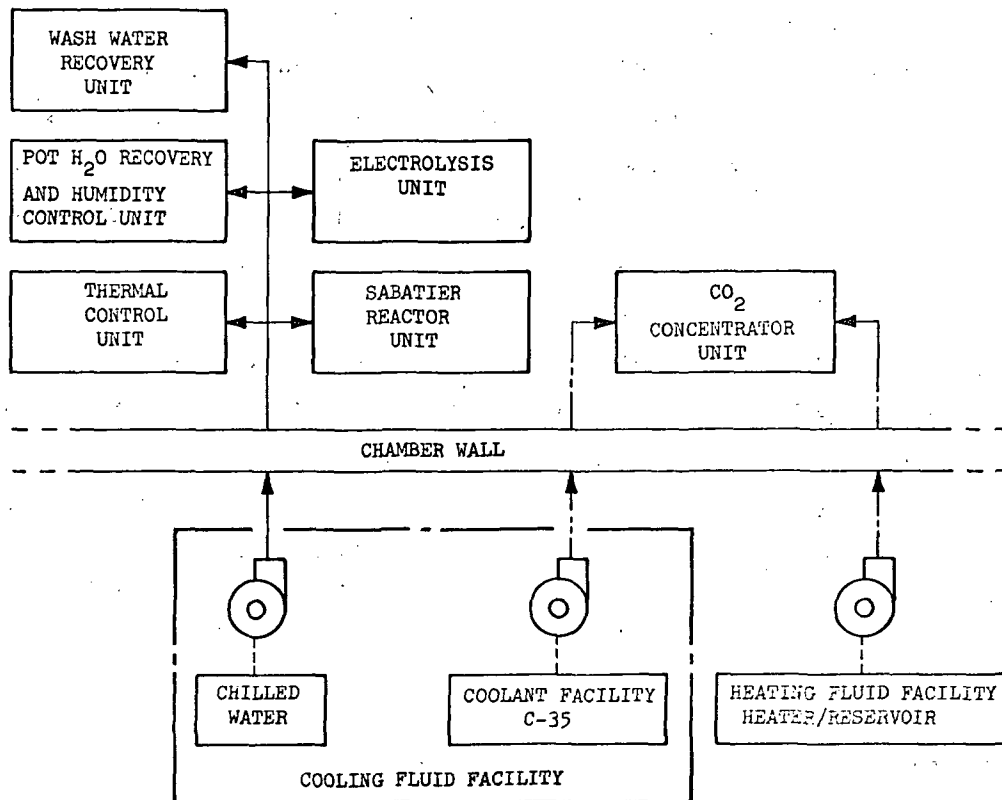 WASH WATER
RECOVERY
UNIT
POT H2O RECOVERY
AND HUMIDITY
CONTROL UNIT
ELECTROLYSIS
UNIT
THERMAL
CONTROL
UNIT
SABATIER
REACTOR
UNIT
CO2
CONCENTRATOR
UNIT
CHAMBER WALL
CHILLED
WATER
COOLANT FACILITY
C-35
HEATING FLUID FACILITY
HEATER/RESERVOIR
COOLING FLUID FACILITY